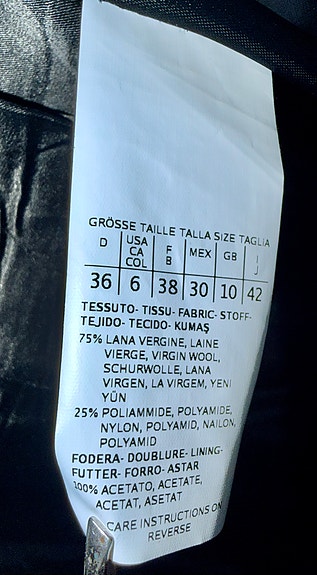 GRÖSSE TAILLE TALLA SIZE TAGLIA
D USA CA COL F B MEX GB I J
36 6 38 30 10 42
TESSUTO- TISSU- FABRIC- STOFF-
TEJIDO- TECIDO- KUMAŞ
75% LANA VERGINE, LAINE
VIERGE, VIRGIN WOOL,
SCHURWOLLE, LANA
VIRGEN, LA VIRGEM, YENI
YÜN
25% POLIAMMIDE, POLYAMIDE,
NYLON, POLYAMID, NAILON,
POLYAMID
FODERA- DOUBLURE- LINING-
FUTTER- FORRO- ASTAR
100% ACETATO, ACETATE,
ACETAT, ASETAT
CARE INSTRUCTIONS ON
REVERSE